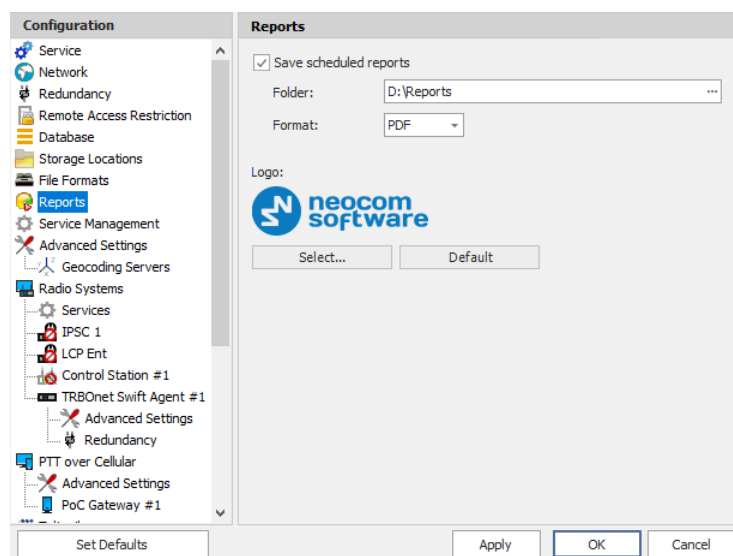 Configuration
Service
Network
Redundancy
Remote Access Restriction
Database
Storage Locations
File Formats
Reports
Service Management
Advanced Settings
Geocoding Servers
Radio Systems
Services
IPSC 1
LCP Ent
Control Station #1
TRBOnet Swift Agent #1
Advanced Settings
Redundancy
PTT over Cellular
Advanced Settings
PoC Gateway #1
Set Defaults
Reports
Save scheduled reports
Folder: D:\Reports ...
Format: PDF
Logo:
neocom
software
Select... Default
Apply OK Cancel